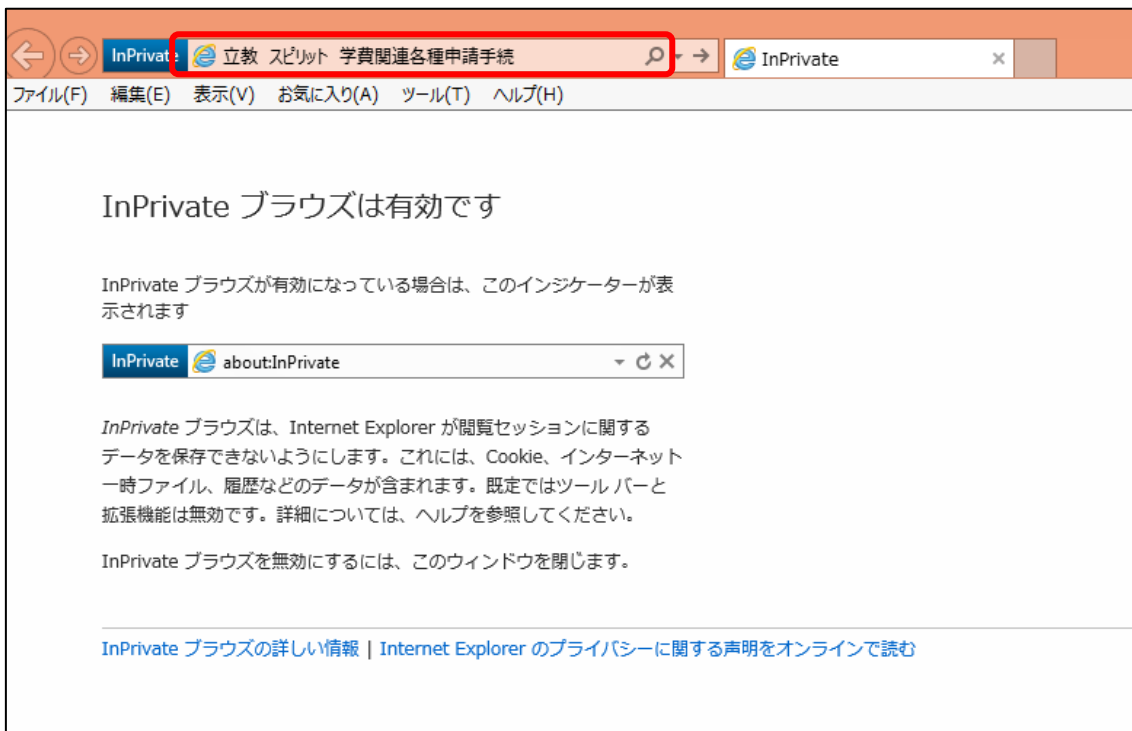 InPrivate 立教 スピリット 学費関連各種申請手続 InPrivate
ファイル(F) 編集(E) 表示(V) お気に入り(A) ツール(T) ヘルプ(H)
InPrivate ブラウズは有効です
InPrivate ブラウズが有効になっている場合は、このインジケーターが表
示されます
InPrivate about:InPrivate
InPrivate ブラウズは、Internet Explorer が閲覧セッションに関する
データを保存できないようにします。これには、Cookie、インターネット
一時ファイル、履歴などのデータが含まれます。既定ではツール バーと
拡張機能は無効です。詳細については、ヘルプを参照してください。
InPrivate ブラウズを無効にするには、このウィンドウを閉じます。
InPrivate ブラウズの詳しい情報 | Internet Explorer のプライバシーに関する声明をオンラインで読む